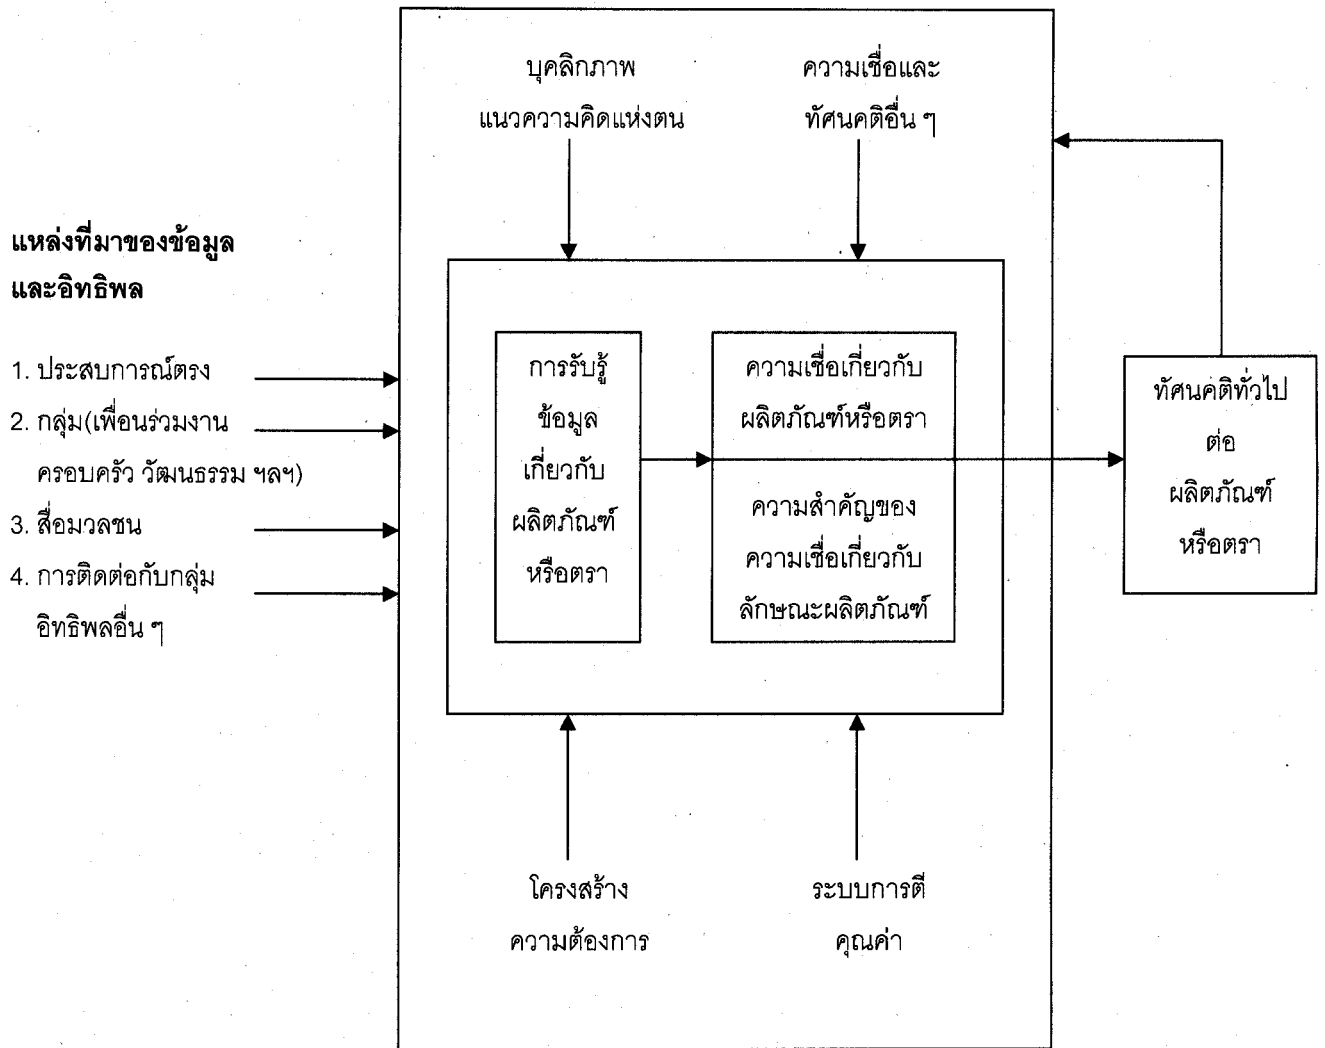 บุคลิกภาพ
แนวความคิดแห่งตน
ความเชื่อและ
ทัศนคติอื่น ๆ
แหล่งที่มาของข้อมูล
และอิทธิพล
1. ประสบการณ์ตรง
2. กลุ่ม(เพื่อนร่วมงาน
ครอบครัว วัฒนธรรม ฯลฯ)
3. สื่อมวลชน
4. การติดต่อกับกลุ่ม
อิทธิพลอื่น ๆ
การรับรู้
ข้อมูล
เกี่ยวกับ
ผลิตภัณฑ์
หรือตรา
ความเชื่อเกี่ยวกับ
ผลิตภัณฑ์หรือตรา
ความสำคัญของ
ความเชื่อเกี่ยวกับ
ลักษณะผลิตภัณฑ์
ทัศนคติทั่วไป
ต่อ
ผลิตภัณฑ์
หรือตรา
โครงสร้าง
ความต้องการ
ระบบการตี
คุณค่า